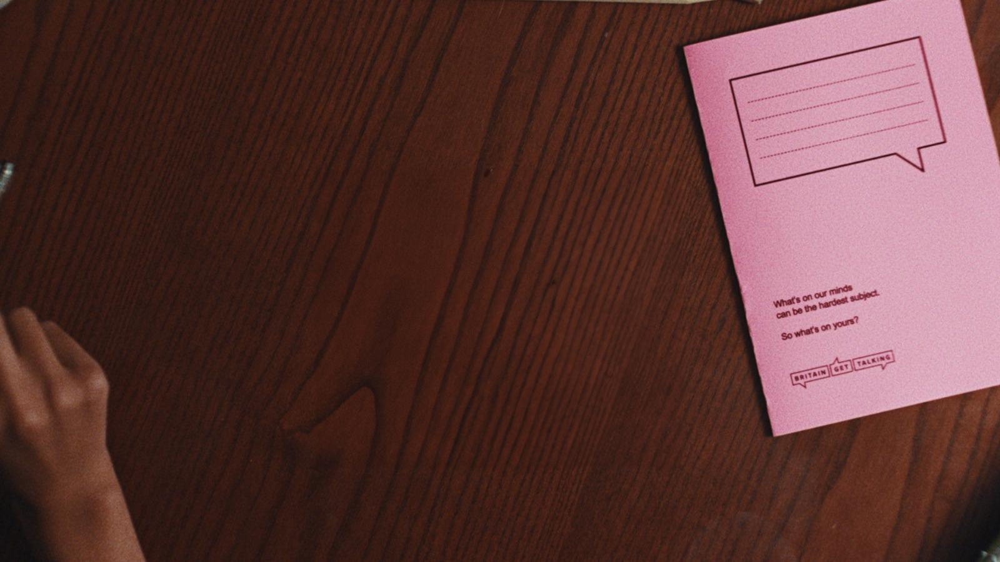 What's on our minds
can be the hardest subject.
So what's on yours?
BRITAIN GET TALKING